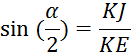 sin (α/2) = KJ/KE